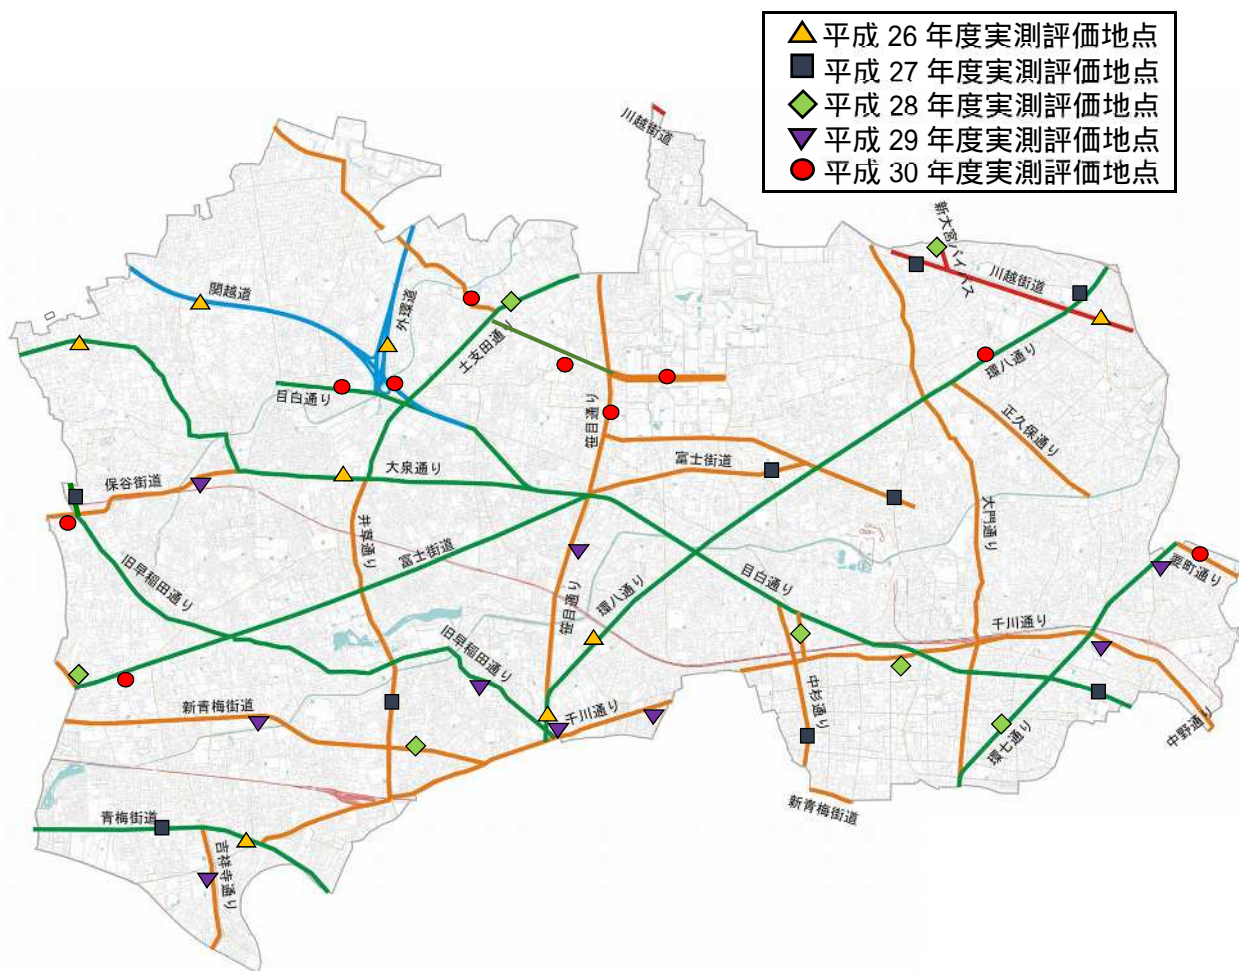 平成 26 年度実測評価地点
平成 27 年度実測評価地点
平成 28 年度実測評価地点
平成 29 年度実測評価地点
平成 30 年度実測評価地点
川越街道
新大宮バイパス
川越街道
関越道
外環道
土支田通り
環八通り
目白通り
笹目通り
正久保通り
大泉通り
富士街道
保谷街道
井草通り
大門通り
富士街道
旧早稲田通り
目白通り
要町通り
笹目通り
環八通り
千川通り
旧早稲田通り
中杉通り
新青梅街道
千川通り
環七通り
中野通り
新青梅街道
青梅街道
吉祥寺通り